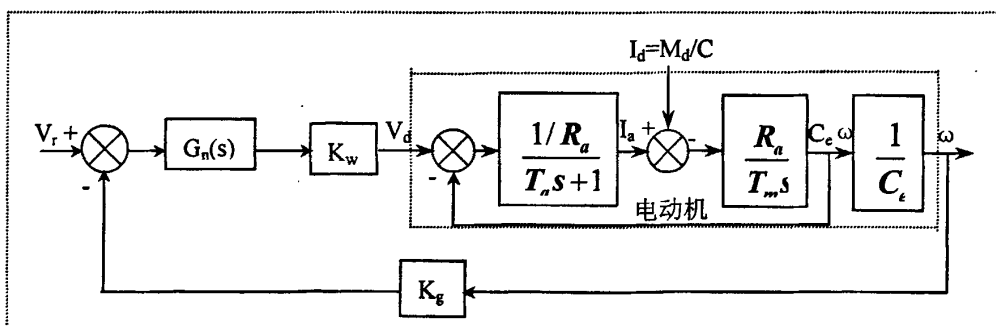 I_d=M_d/C
V_r +
-
G_n(s)
K_w
V_d
-
1/R_a
T_a s+1
I_a +
-
R_a
T_m s
C_e ω
1
C_e
ω
电动机
K_g